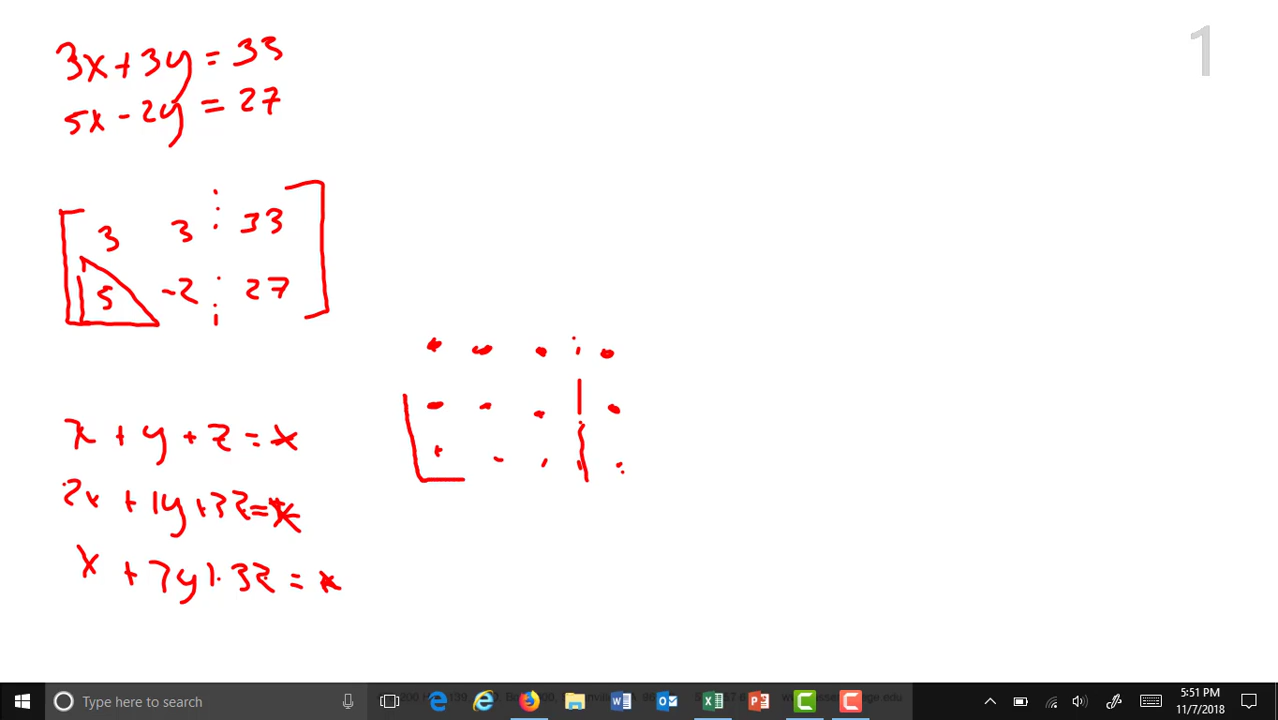 1
3x+3y=33
5x-2y=27
3 3 33
5 -2 27
x+y+z=x
2x+1y+3z=x
x+7y+3z=x
Type here to search
5:51 PM
11/7/2018